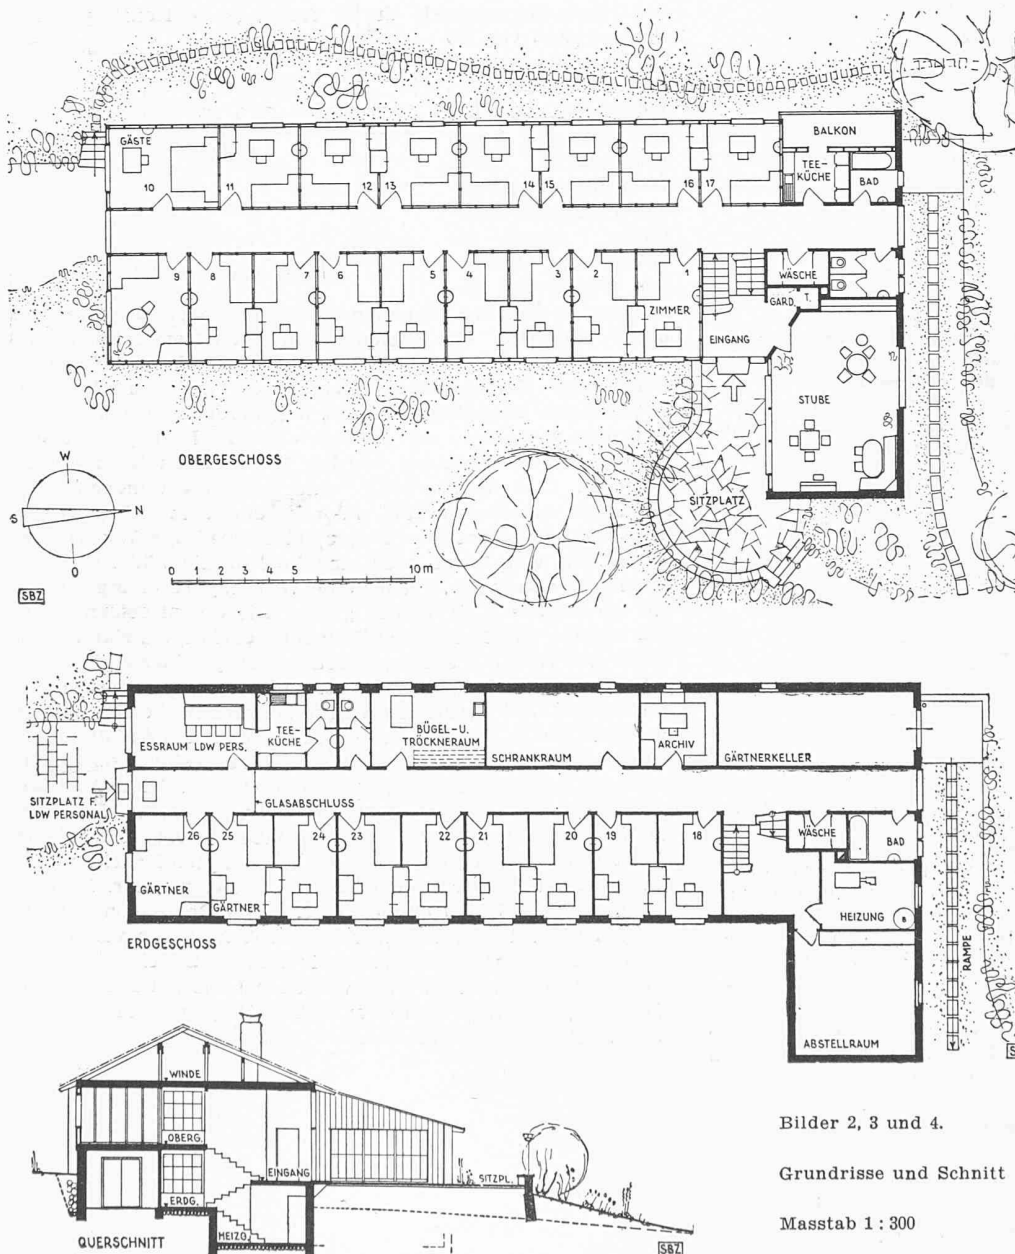 GÄSTE
10
11
12
13
14
15
16
17
BALKON
TEE-
KÜCHE
BAD
9
8
7
6
5
4
3
2
1
ZIMMER
WÄSCHE
GARD.
T.
EINGANG
STUBE
SITZPLATZ
OBERGESCHOSS
W
S
N
O
0 1 2 3 4 5 10 m
SBZ
ESSRAUM LDW PERS.
TEE-
KÜCHE
BÜGEL-U.
TRÖCKNERAUM
SCHRANKRAUM
ARCHIV
GÄRTNERKELLER
SITZPLATZ F.
LDW PERSONAL
GLASABSCHLUSS
26
25
24
23
22
21
20
19
18
WÄSCHE
BAD
GÄRTNER
GÄRTNER
HEIZUNG
B
RAMPE
ERDGESCHOSS
ABSTELLRAUM
S
WINDE
OBERG.
EINGANG
SITZPL.
ERDG.
HEIZG.
QUERSCHNITT
SBZ
Bilder 2, 3 und 4.
Grundrisse und Schnitt
Masstab 1 : 300